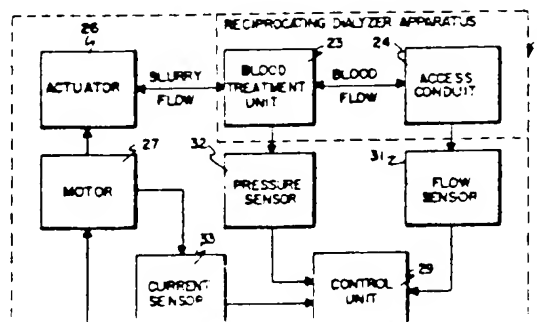 RECIPROCATING DIALYZER APPARATUS
26
23
24
ACTUATOR
SLURRY
FLOW
BLOOD
TREATMENT
UNIT
BLOOD
FLOW
ACCESS
CONDUIT
27
32
31
MOTOR
PRESSURE
SENSOR
FLOW
SENSOR
33
CURRENT
SENSOR
CONTROL
UNIT
29